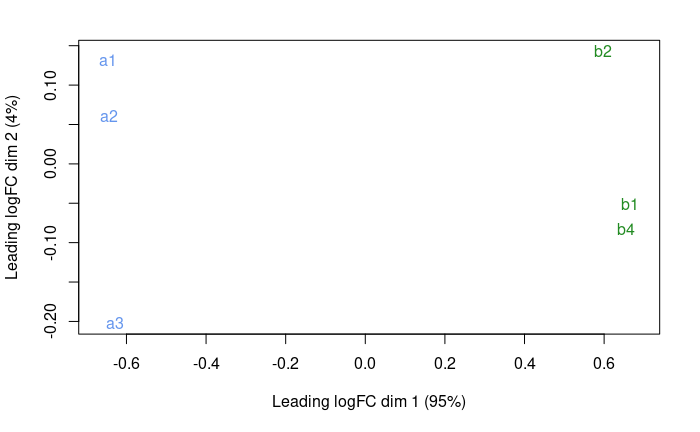 a1
b2
a2
b1
b4
a3
0.10
0.00
-0.10
-0.20
Leading logFC dim 2 (4%)
-0.6 -0.4 -0.2 0.0 0.2 0.4 0.6
Leading logFC dim 1 (95%)